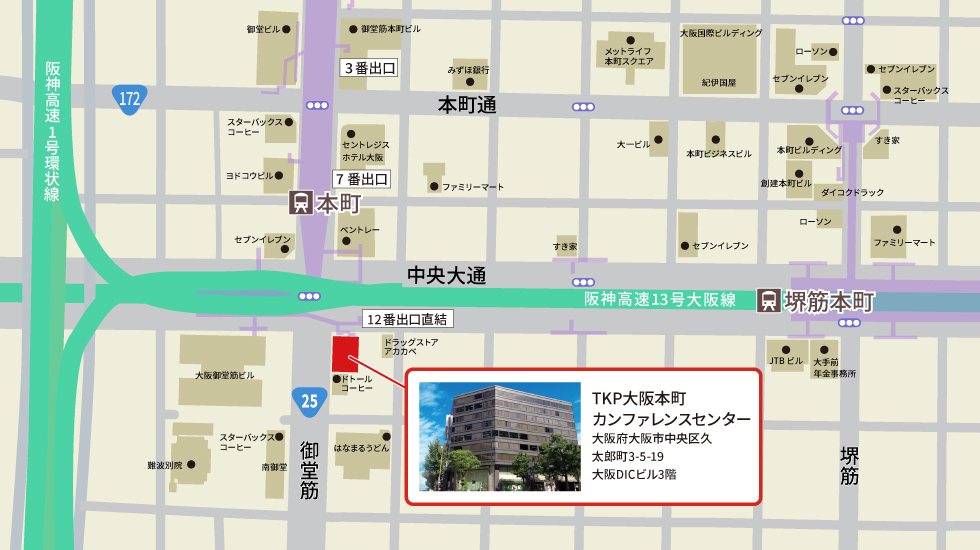 御堂ビル
御堂筋本町ビル
3番出口
みずほ銀行
メットライフ
本町スクエア
大阪国際ビルディング
紀伊国屋
ローソン
セブンイレブン
セブンイレブン
スターバックス
コーヒー
阪神高速1号環状線
172
本町通
スターバックス
コーヒー
セントレジス
ホテル大阪
大一ビル
本町ビジネスビル
本町ビルディング
すき家
ヨドコウビル
7番出口
ファミリーマート
創建本町ビル
ダイコクドラック
本町
ローソン
セブンイレブン
ベントレー
すき家
セブンイレブン
ファミリーマート
中央大通
阪神高速13号大阪線
堺筋本町
12番出口直結
ドラッグストア
アカカベ
JTBビル
大手前
年金事務所
大阪御堂筋ビル
ドトール
コーヒー
25
TKP大阪本町
カンファレンスセンター
大阪府大阪市中央区久
太郎町3-5-19
大阪DICビル3階
スターバックス
コーヒー
はなまるうどん
難波別院
南御堂
御堂筋
堺筋